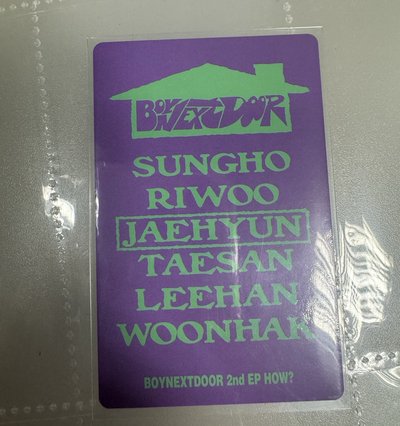 BOYNEXTDOOR
SUNGHO
RIWOO
JAEHYUN
TAESAN
LEEHAN
WOONHAK
BOYNEXTDOOR 2nd EP HOW?